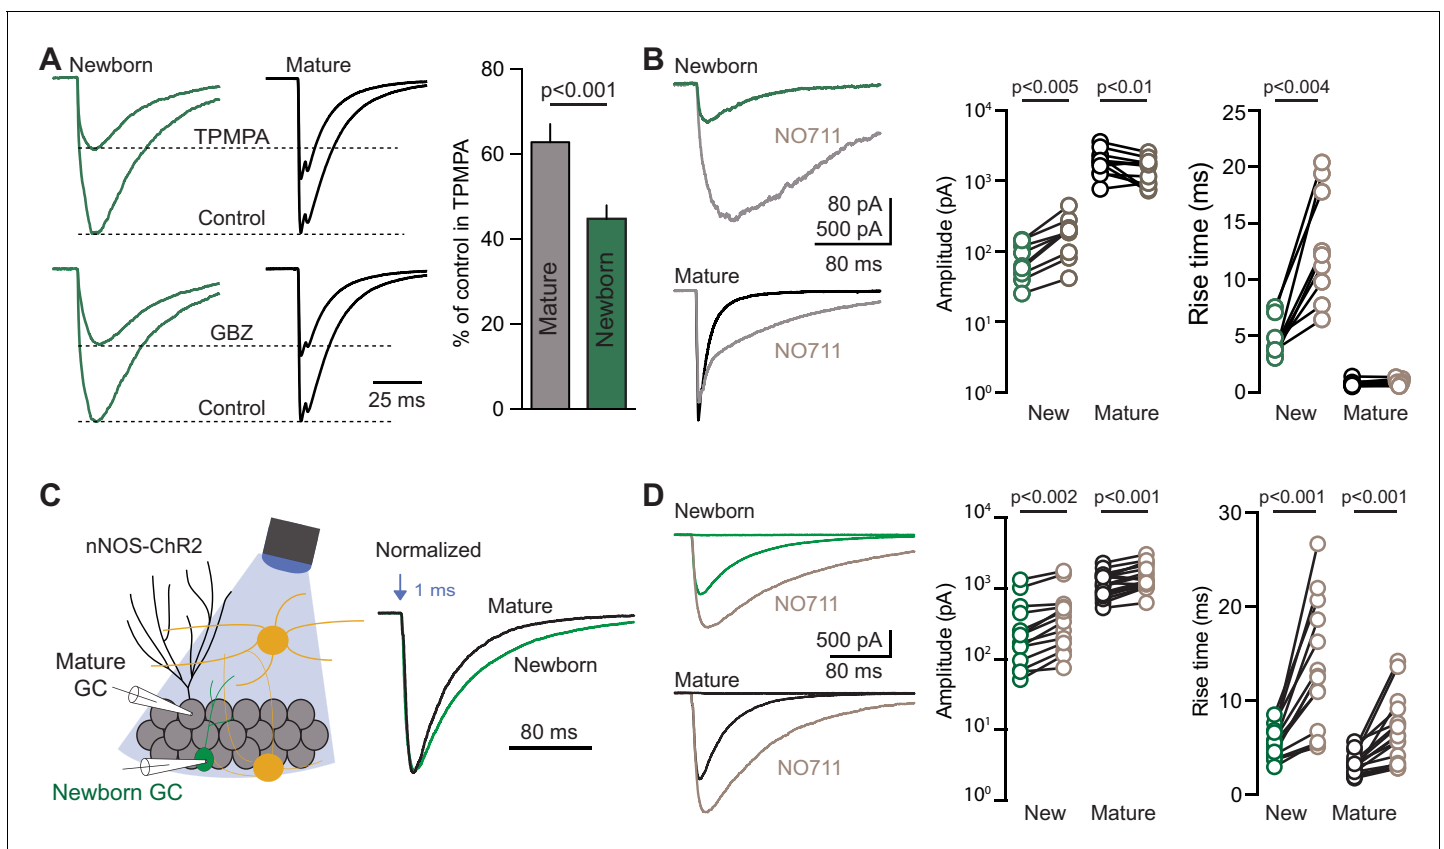 A
Newborn
Mature
TPMPA
Control
GBZ
Control
25 ms
% of control in TPMPA
80
60
40
20
0
p<0.001
Mature
Newborn
B
Newborn
NO711
80 pA
500 pA
80 ms
Mature
NO711
Amplitude (pA)
10⁴
10³
10²
10¹
10⁰
p<0.005
p<0.01
New
Mature
Rise time (ms)
25
20
15
10
5
0
p<0.004
New
Mature
C
nNOS-ChR2
Mature
GC
Newborn GC
Normalized
1 ms
Mature
Newborn
80 ms
D
Newborn
NO711
500 pA
80 ms
Mature
NO711
Amplitude (pA)
10⁴
10³
10²
10¹
10⁰
p<0.002
p<0.001
New
Mature
Rise time (ms)
30
20
10
0
p<0.001
p<0.001
New
Mature